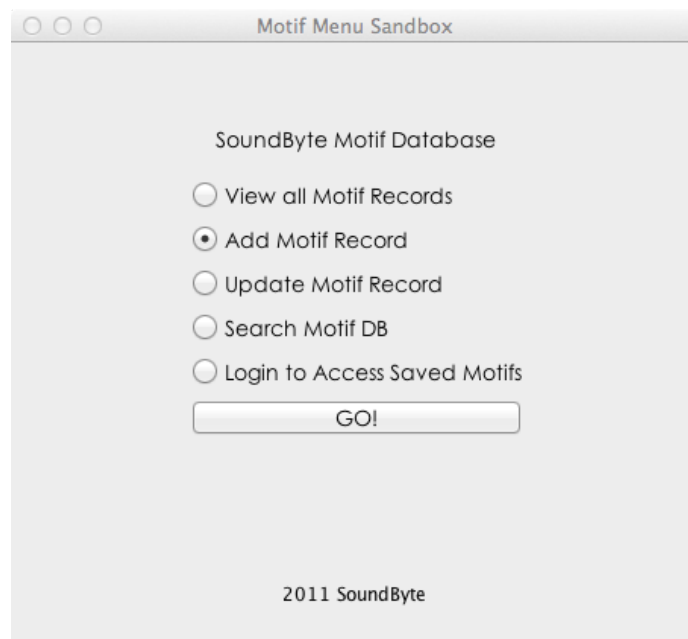 Motif Menu Sandbox
SoundByte Motif Database
View all Motif Records
Add Motif Record
Update Motif Record
Search Motif DB
Login to Access Saved Motifs
GO!
2011 SoundByte